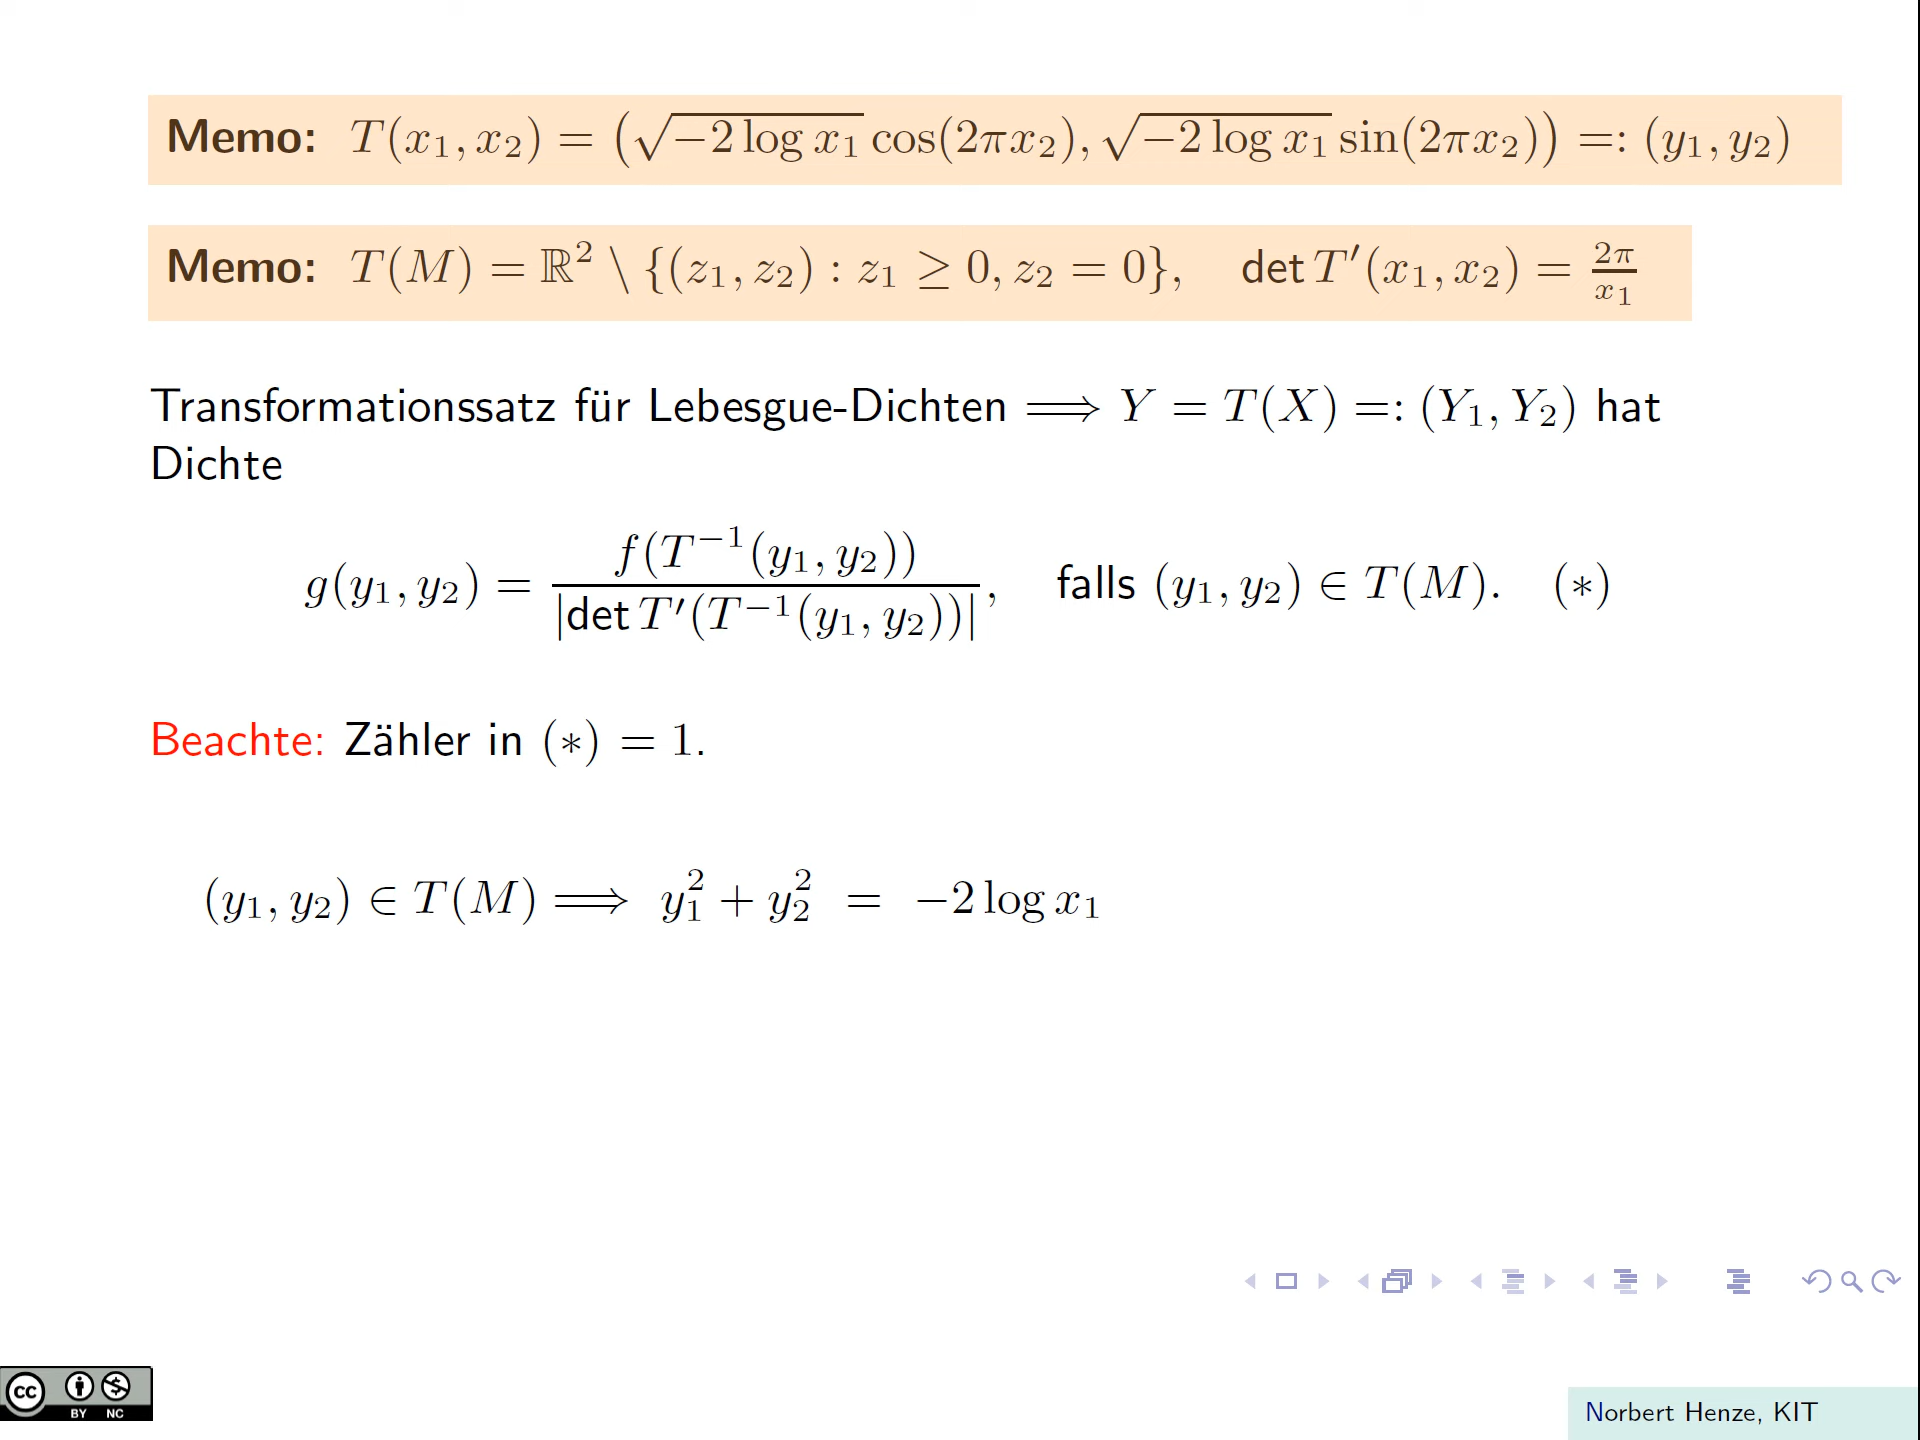 Memo: T(x₁, x₂) = (√(−2 log x₁) cos(2πx₂), √(−2 log x₁) sin(2πx₂)) =: (y₁, y₂)
Memo: T(M) = ℝ² \ {(z₁, z₂) : z₁ ≥ 0, z₂ = 0}, det T′(x₁, x₂) = 2π/x₁
Transformationssatz für Lebesgue-Dichten ⟹ Y = T(X) =: (Y₁, Y₂) hat
Dichte
g(y₁, y₂) = f(T⁻¹(y₁, y₂)) / |det T′(T⁻¹(y₁, y₂))|, falls (y₁, y₂) ∈ T(M). (∗)
Beachte: Zähler in (∗) = 1.
(y₁, y₂) ∈ T(M) ⟹ y₁² + y₂² = −2 log x₁
cc BY NC
Norbert Henze, KIT